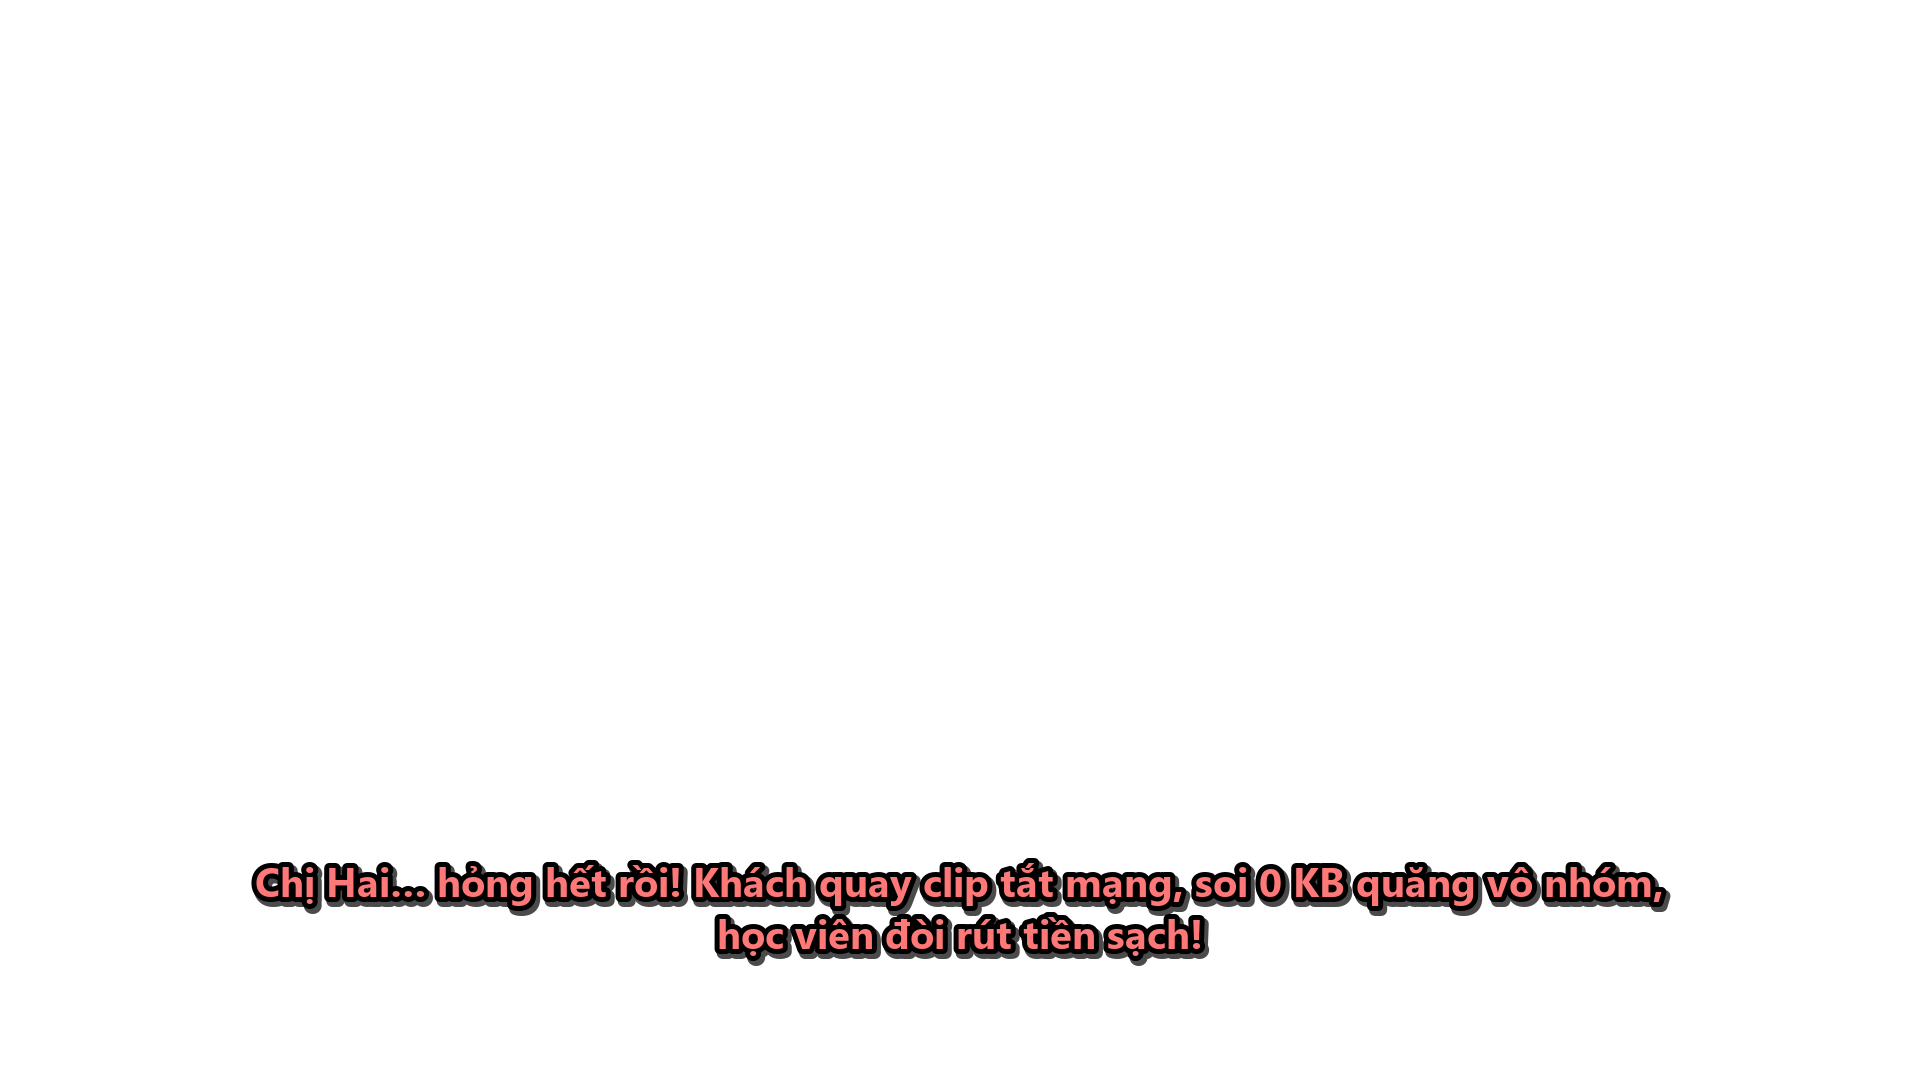 Chị Hai... hỏng hết rồi! Khách quay clip tắt mạng, soi 0 KB quăng vô nhóm,
học viên đòi rút tiền sạch!